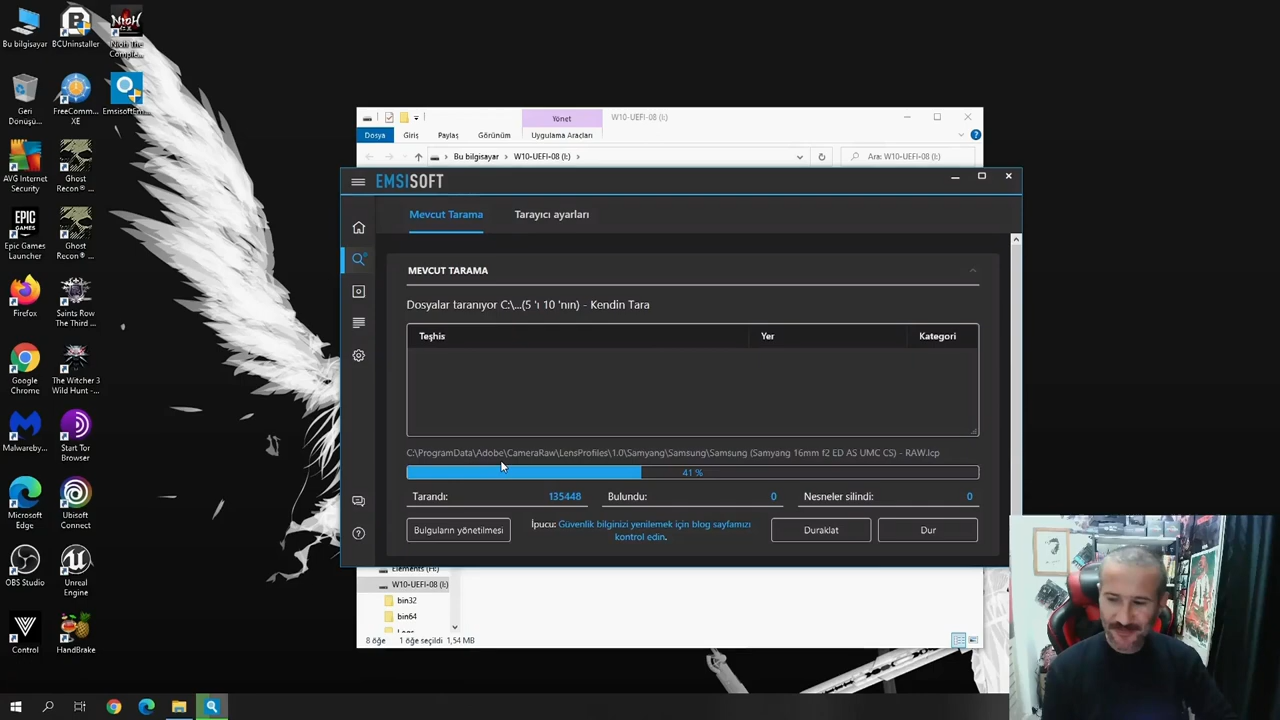 Bu bilgisayar
BCUninstaller
Nioh The
Comple...
Geri
Dönüşü...
FreeComm...
XE
EmsisoftEm...
AVG Internet
Security
Ghost
Recon® ...
Epic Games
Launcher
Ghost
Recon® ...
Firefox
Saints Row
The Third ...
Google
Chrome
The Witcher 3
Wild Hunt -...
Malwareby...
Start Tor
Browser
Microsoft
Edge
Ubisoft
Connect
OBS Studio
Unreal
Engine
Control
HandBrake
Yönet
W10-UEFI-08 (I:)
Dosya
Giriş
Paylaş
Görünüm
Uygulama Araçları
Bu bilgisayar
W10-UEFI-08 (I:)
Ara: W10-UEFI-08 (I:)
EMSISOFT
Mevcut Tarama
Tarayıcı ayarları
MEVCUT TARAMA
Dosyalar taranıyor C:\...(5 'ı 10 'nın) - Kendin Tara
Teşhis
Yer
Kategori
C:\ProgramData\Adobe\CameraRaw\LensProfiles\1.0\Samyang\Samsung\Samsung (Samyang 16mm f2 ED AS UMC CS) - RAW.lcp
41 %
Tarandı: 135448
Bulundu: 0
Nesneler silindi: 0
Bulguların yönetilmesi
İpucu: Güvenlik bilginizi yenilemek için blog sayfamızı
kontrol edin.
Duraklat
Dur
Elements (F:)
W10-UEFI-08 (I:)
bin32
bin64
8 öğe
1 öğe seçildi 1,54 MB